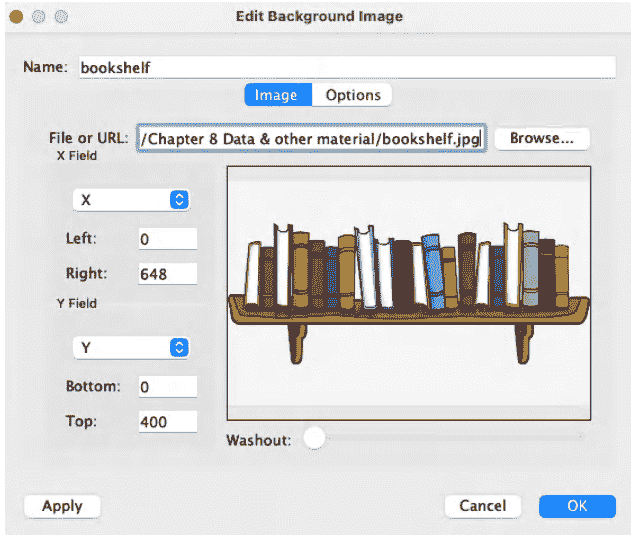 Edit Background Image
Name: bookshelf
Image Options
File or URL: /Chapter 8 Data & other material/bookshelf.jpg Browse...
X Field
X
Left: 0
Right: 648
Y Field
Y
Bottom: 0
Top: 400
Washout:
Apply Cancel OK